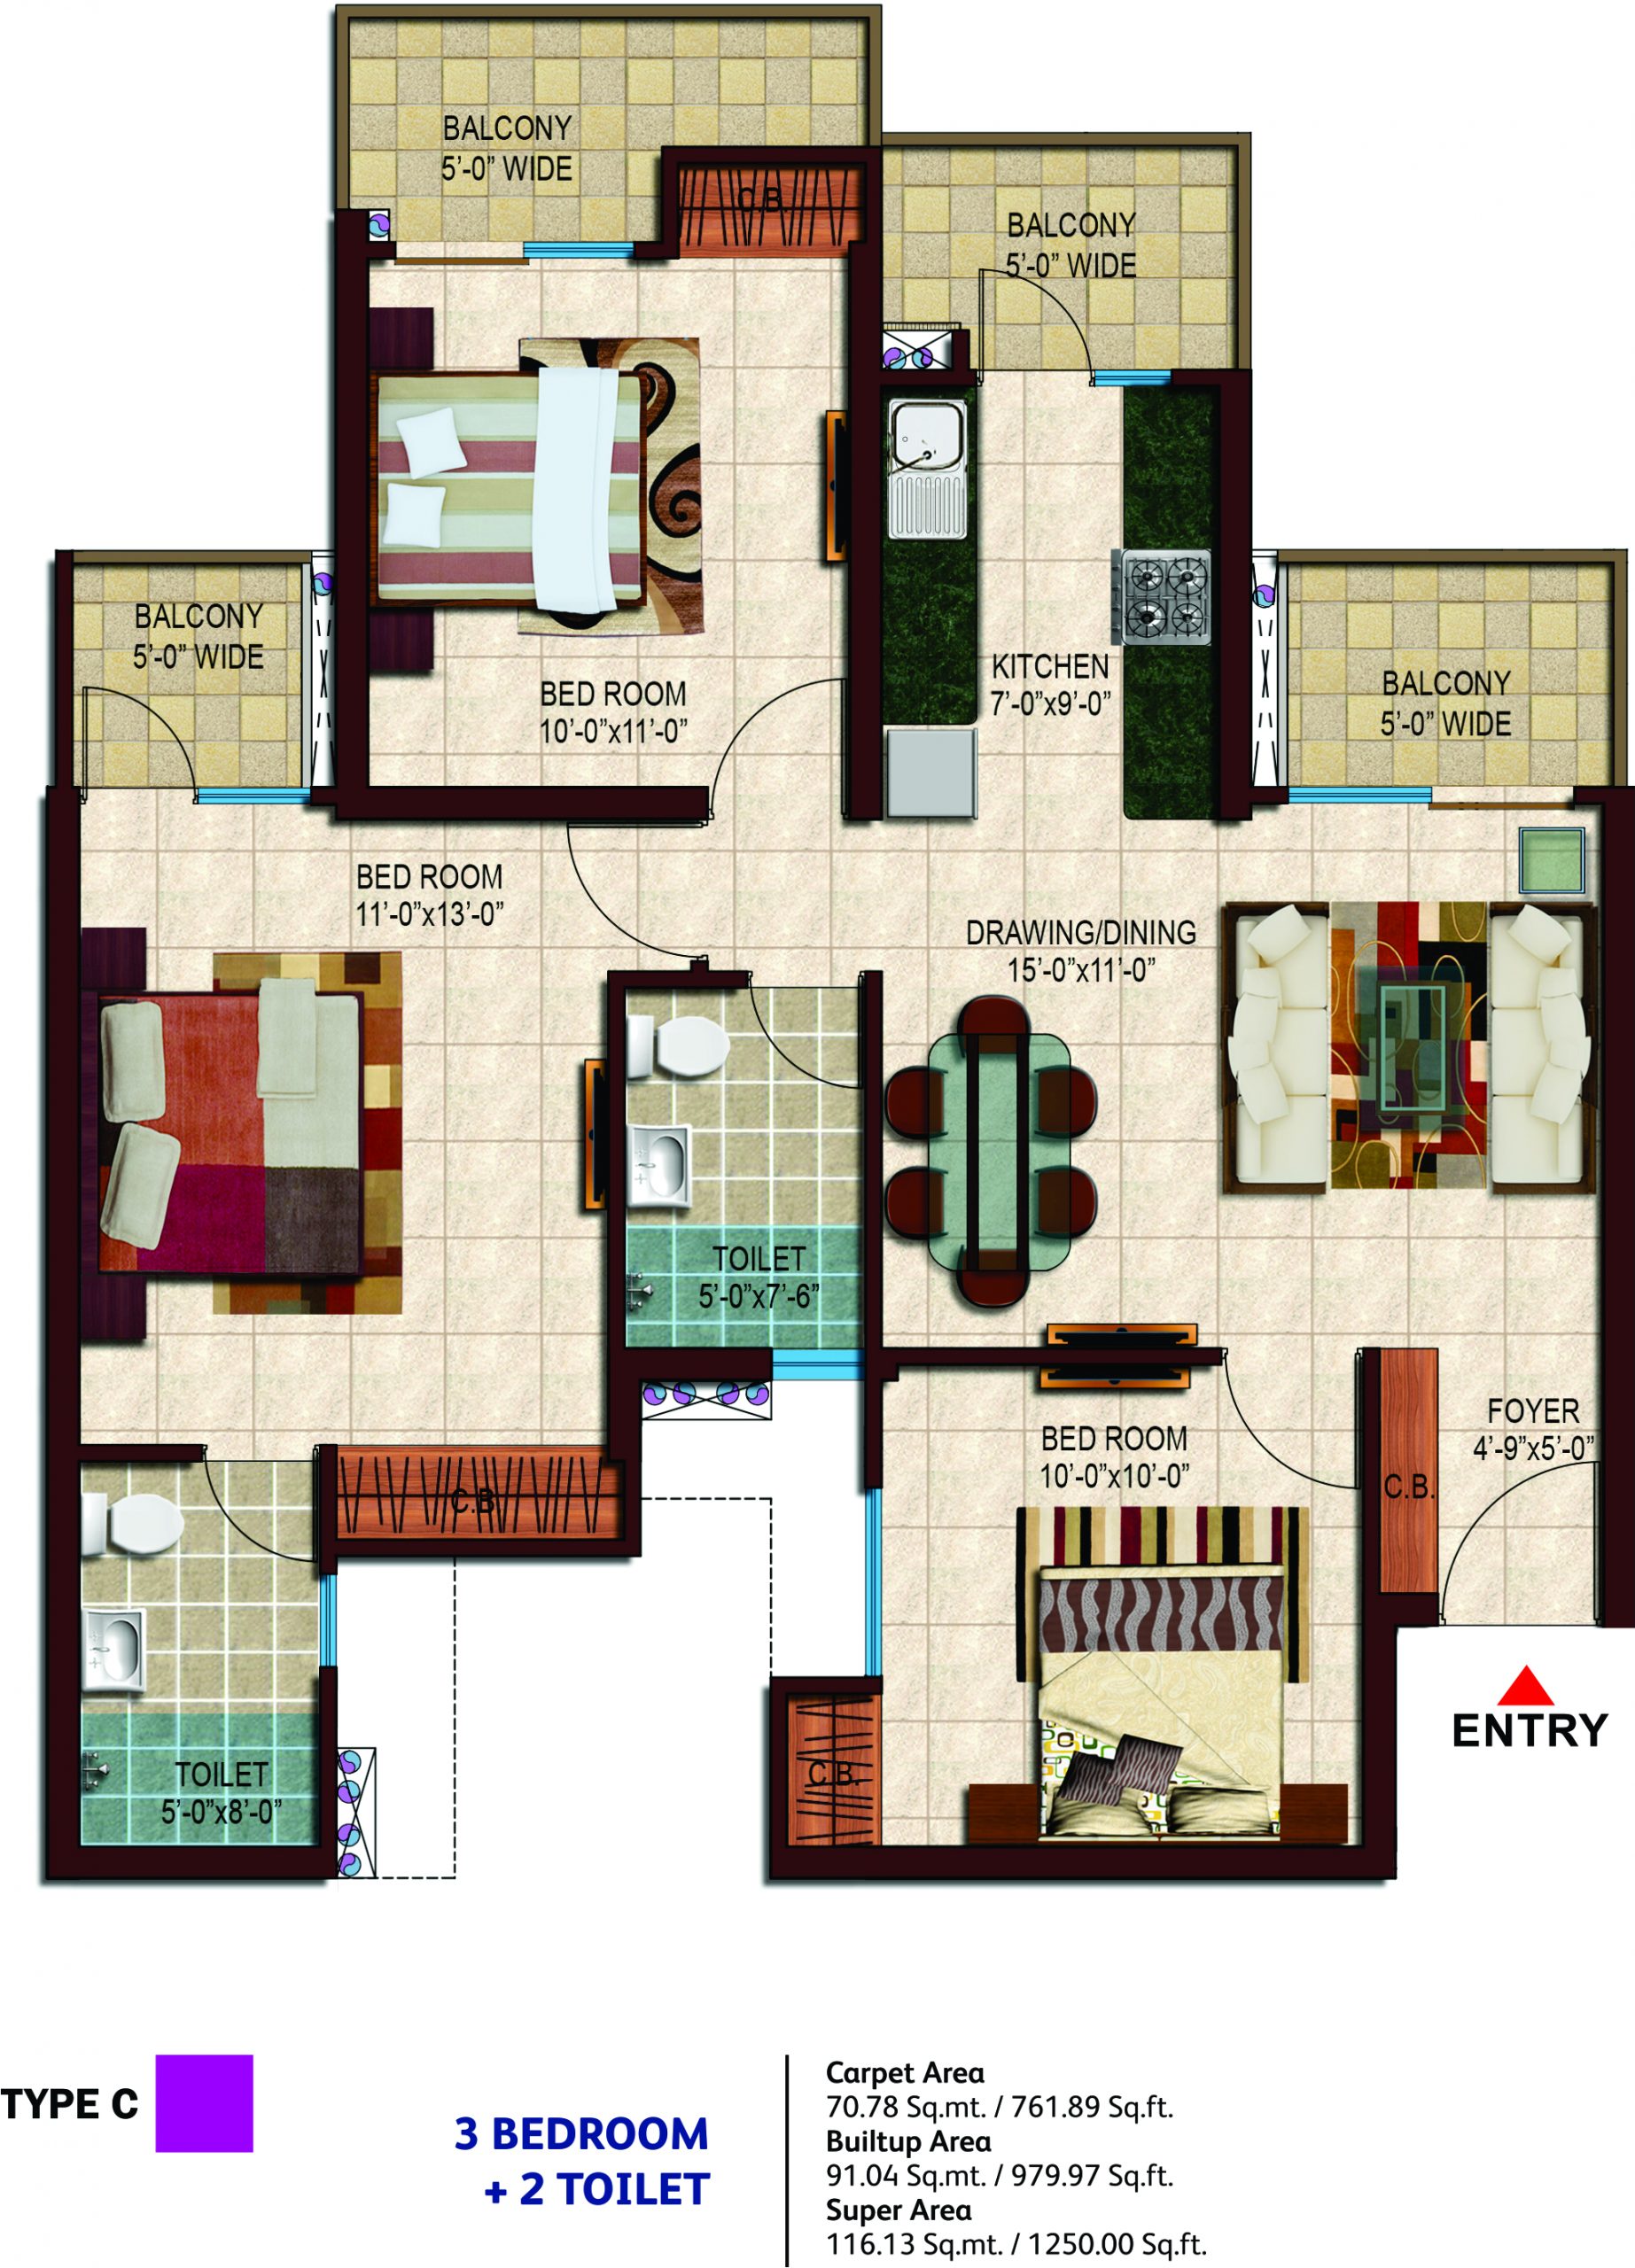 BALCONY
5'-0” WIDE
C.B.
BALCONY
5'-0” WIDE
BALCONY
5'-0” WIDE
BED ROOM
10'-0”x11'-0”
KITCHEN
7'-0”x9'-0”
BALCONY
5'-0” WIDE
BED ROOM
11'-0”x13'-0”
DRAWING/DINING
15'-0”x11'-0”
TOILET
5'-0”x7'-6”
BED ROOM
10'-0”x10'-0”
FOYER
4'-9”x5'-0”
C.B.
C.B.
ENTRY
TOILET
5'-0”x8'-0”
C.B.
TYPE C
3 BEDROOM
+ 2 TOILET
Carpet Area
70.78 Sq.mt. / 761.89 Sq.ft.
Builtup Area
91.04 Sq.mt. / 979.97 Sq.ft.
Super Area
116.13 Sq.mt. / 1250.00 Sq.ft.